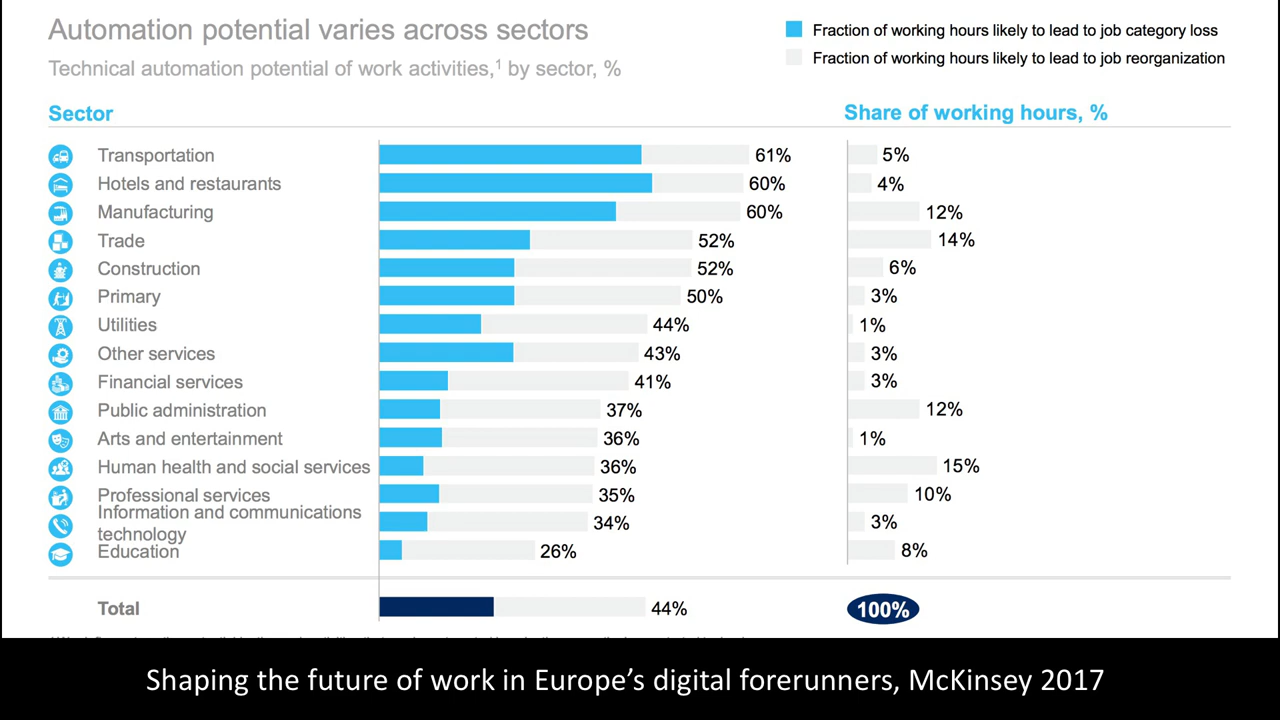 Automation potential varies across sectors
Technical automation potential of work activities,¹ by sector, %
Fraction of working hours likely to lead to job category loss
Fraction of working hours likely to lead to job reorganization
Sector Share of working hours, %
Transportation 61% 5%
Hotels and restaurants 60% 4%
Manufacturing 60% 12%
Trade 52% 14%
Construction 52% 6%
Primary 50% 3%
Utilities 44% 1%
Other services 43% 3%
Financial services 41% 3%
Public administration 37% 12%
Arts and entertainment 36% 1%
Human health and social services 36% 15%
Professional services 35% 10%
Information and communications
technology 34% 3%
Education 26% 8%
Total 44% 100%
Shaping the future of work in Europe’s digital forerunners, McKinsey 2017